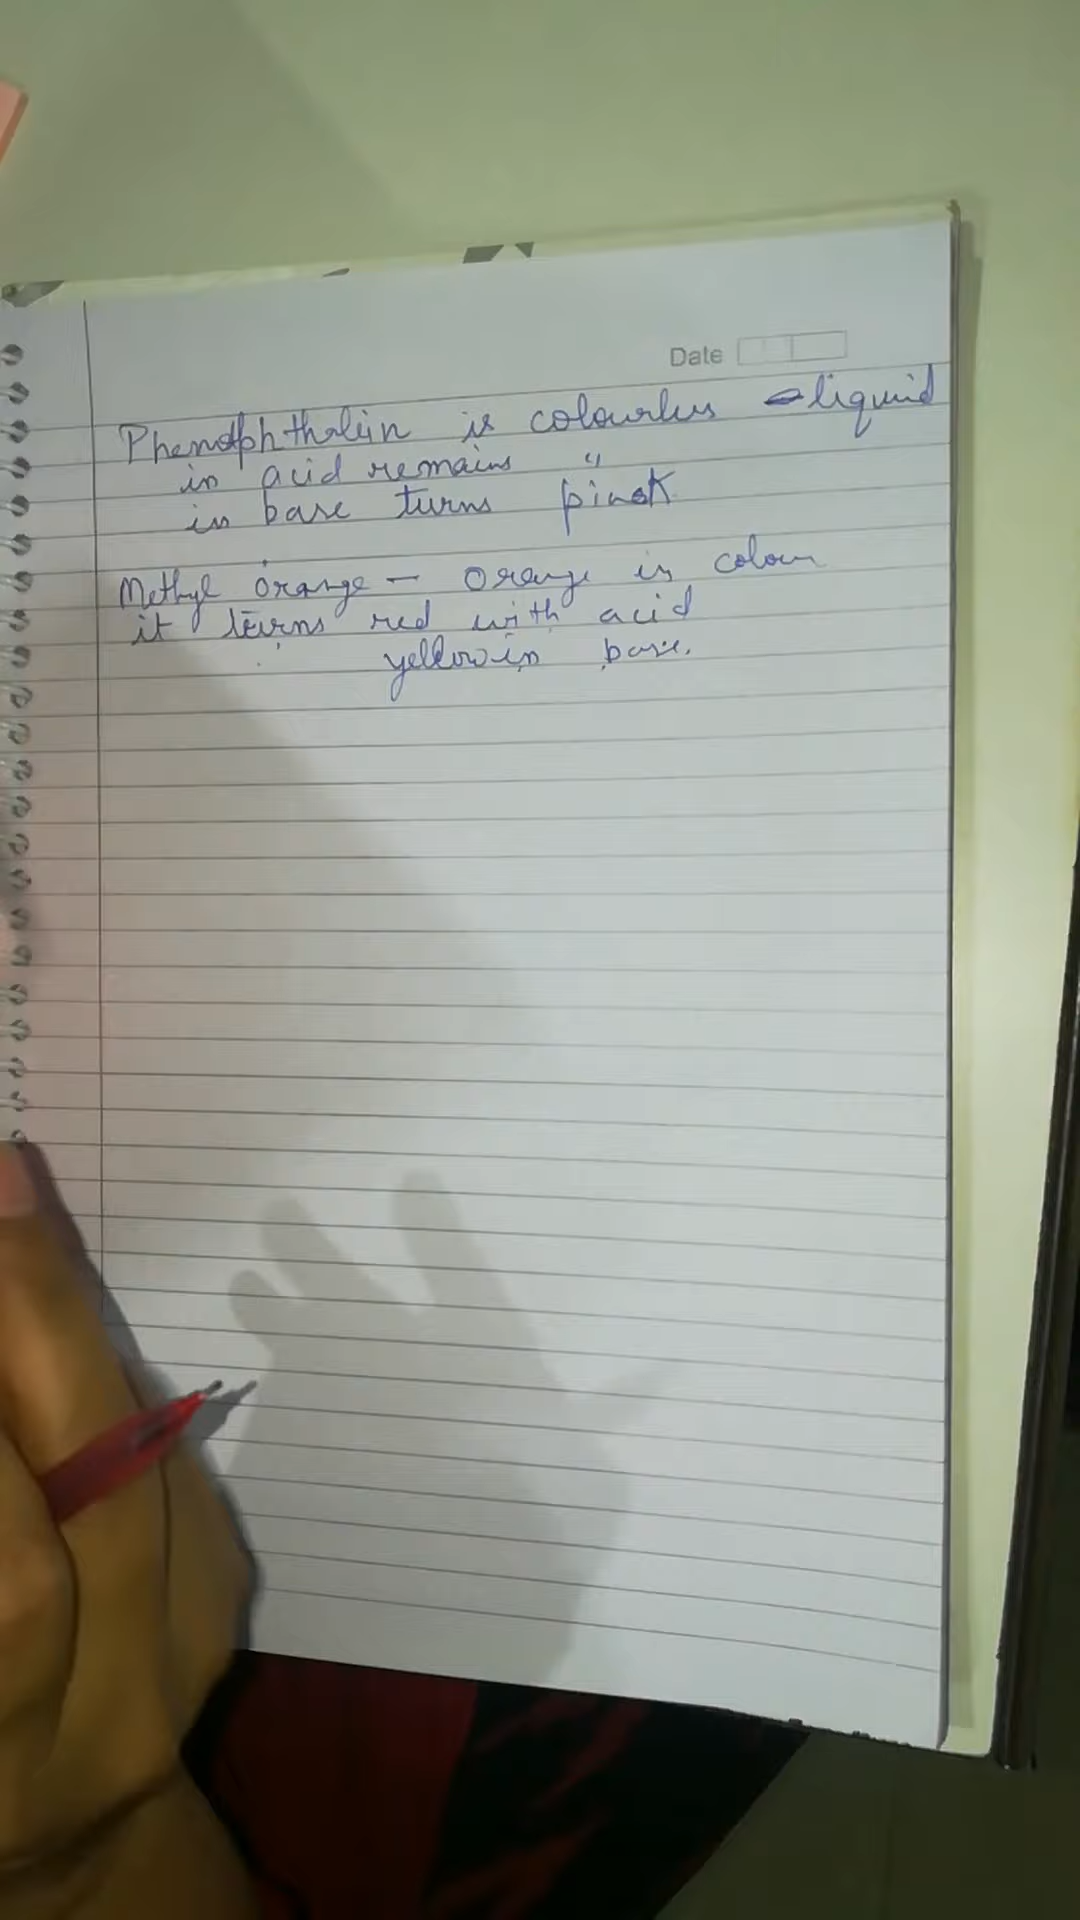 Date
Phenolphthalein is colourless liquid
in acid remains "
in base turns pink
Methyl orange - Orange in colour
it turns red with acid
yellow in base.